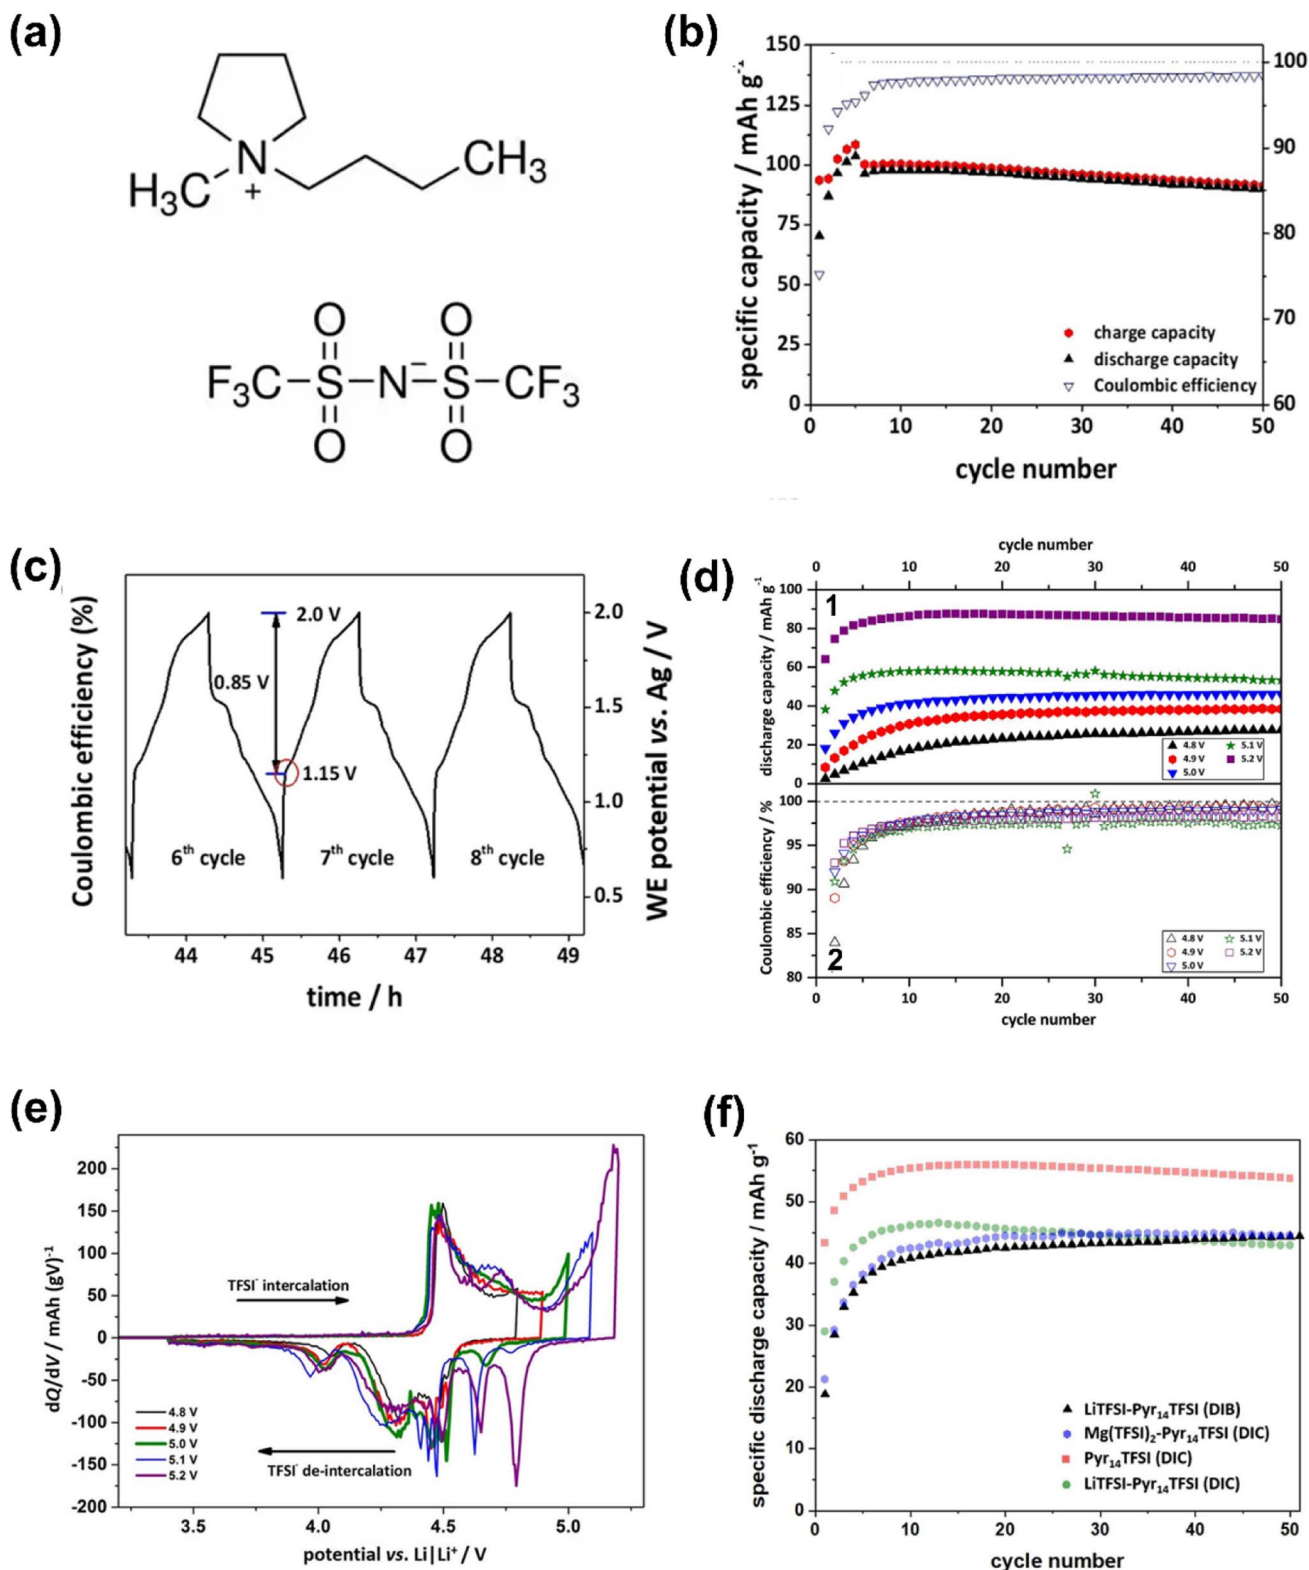 (a)
N
+
H3C
CH3
O O
F3C–S–N–S–CF3
−
O O
(b)
150
125
100
75
50
25
0
specific capacity / mAh g-1
100
90
80
70
60
charge capacity
discharge capacity
Coulombic efficiency
0 10 20 30 40 50
cycle number
(c)
Coulombic efficiency (%)
2.0 V
0.85 V
1.15 V
6th cycle
7th cycle
8th cycle
2.0
1.5
1.0
0.5
WE potential vs. Ag / V
44 45 46 47 48 49
time / h
(d)
cycle number
0 10 20 30 40 50
1
100
80
60
40
20
0
discharge capacity / mAh g-1
4.8 V 5.1 V
4.9 V 5.2 V
5.0 V
100
95
90
85
80
Coulombic efficiency / %
2
4.8 V 5.1 V
4.9 V 5.2 V
5.0 V
0 10 20 30 40 50
cycle number
(e)
200
150
100
50
0
-50
-100
-150
-200
dQ/dV / mAh (gV)-1
TFSI- intercalation
4.8 V
4.9 V
5.0 V
5.1 V
5.2 V
TFSI- de-intercalation
3.5 4.0 4.5 5.0
potential vs. Li|Li+ / V
(f)
60
50
40
30
20
10
0
specific discharge capacity / mAh g-1
LiTFSI-Pyr14TFSI (DIB)
Mg(TFSI)2-Pyr14TFSI (DIC)
Pyr14TFSI (DIC)
LiTFSI-Pyr14TFSI (DIC)
0 10 20 30 40 50
cycle number